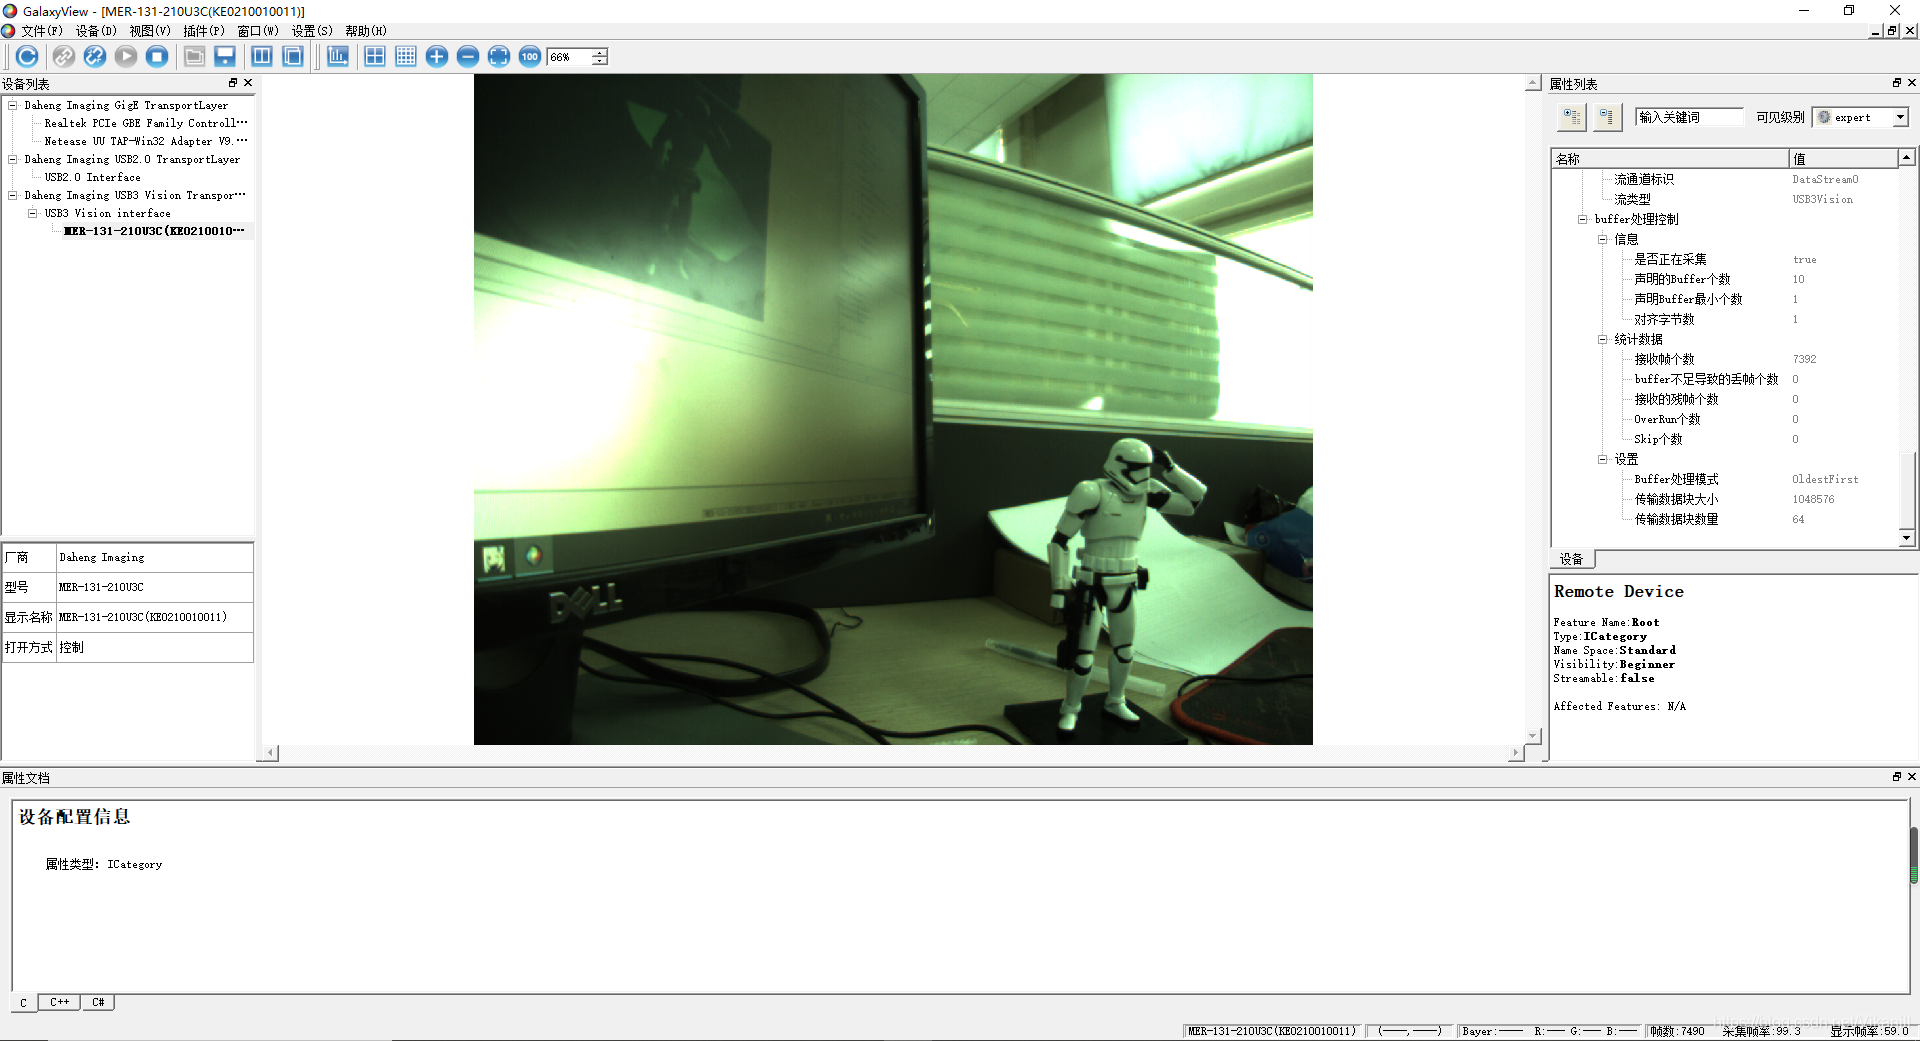 GalaxyView - [MER-131-210U3C(KE0210010011)]
文件(F) 设备(D) 视图(V) 插件(P) 窗口(W) 设置(S) 帮助(H)
100 66%
设备列表
Daheng Imaging GigE TransportLayer
Realtek PCIe GBE Family Controll···
Netease UU TAP-Win32 Adapter V9.···
Daheng Imaging USB2.0 TransportLayer
USB2.0 Interface
Daheng Imaging USB3 Vision Transpor···
USB3 Vision interface
MER-131-210U3C(KE0210010···
厂商 Daheng Imaging
型号 MER-131-210U3C
显示名称 MER-131-210U3C(KE0210010011)
打开方式 控制
DELL
属性列表
输入关键词 可见级别 expert
名称 值
流通道标识 DataStream0
流类型 USB3Vision
buffer处理控制
信息
是否正在采集 true
声明的Buffer个数 10
声明Buffer最小个数 1
对齐字节数 1
统计数据
接收帧个数 7392
buffer不足导致的丢帧个数 0
接收的残帧个数 0
OverRun个数 0
Skip个数 0
设置
Buffer处理模式 OldestFirst
传输数据块大小 1048576
传输数据块数量 64
设备
Remote Device
Feature Name:Root
Type:ICategory
Name Space:Standard
Visibility:Beginner
Streamable:false
Affected Features: N/A
属性文档
设备配置信息
属性类型: ICategory
C C++ C#
MER-131-210U3C(KE0210010011) (——,——) Bayer:—— R:—— G:—— B:—— 帧数:7490 采集帧率:99.3 显示帧率:59.0